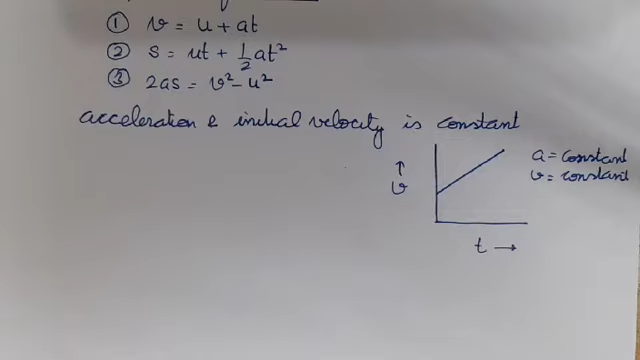 ① v = u + at
② s = ut + 1/2 at²
③ 2as = v² - u²
acceleration & initial velocity is constant
a = constant
v = constant
↑
v
t →